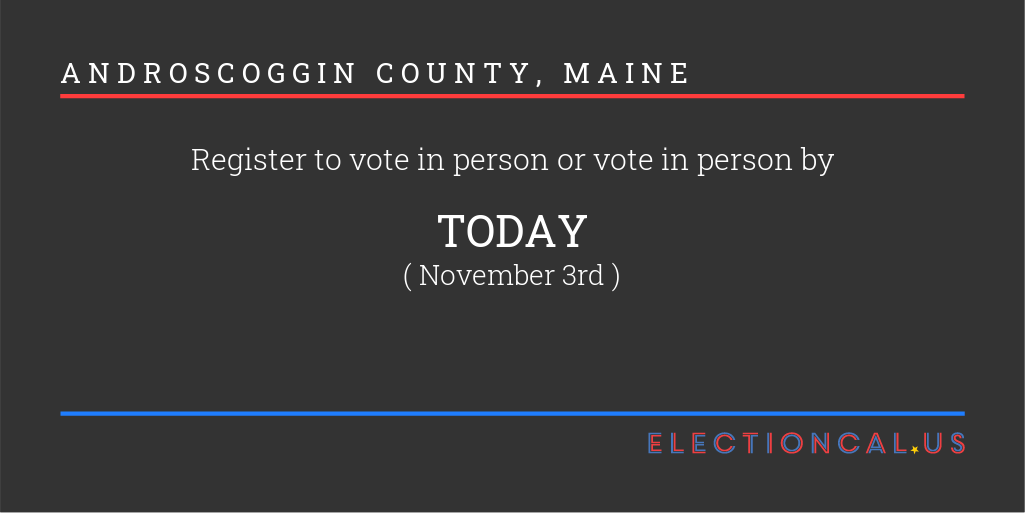 ANDROSCOGGIN COUNTY, MAINE
Register to vote in person or vote in person by
TODAY
( November 3rd )
ELECTIONCAL.US